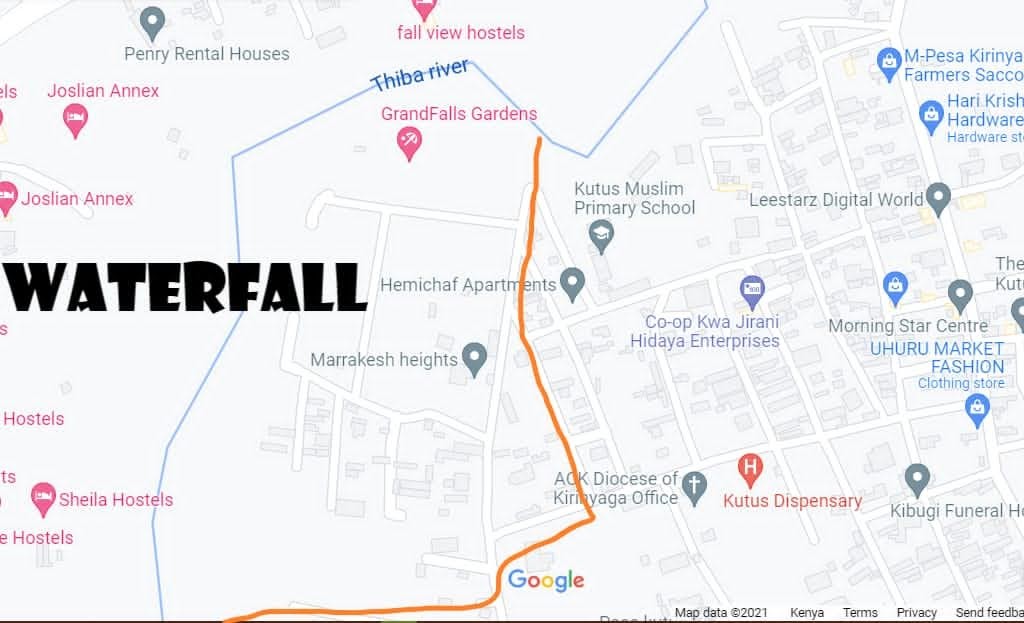 fall view hostels
Penry Rental Houses
M-Pesa Kirinya
Farmers Sacco
Thiba river
els
Joslian Annex
GrandFalls Gardens
Hari Krish
Hardware
Hardware sto
Kutus Muslim
Primary School
Joslian Annex
Leestarz Digital World
WATERFALL
Hemichaf Apartments
The
Kutu
Co-op Kwa Jirani
Hidaya Enterprises
Morning Star Centre
s
Marrakesh heights
UHURU MARKET
FASHION
Clothing store
Hostels
ts
ACK Diocese of
Kirinyaga Office
H
Kutus Dispensary
Sheila Hostels
Kibugi Funeral Ho
e Hostels
Google
Map data ©2021 Kenya Terms Privacy Send feedba